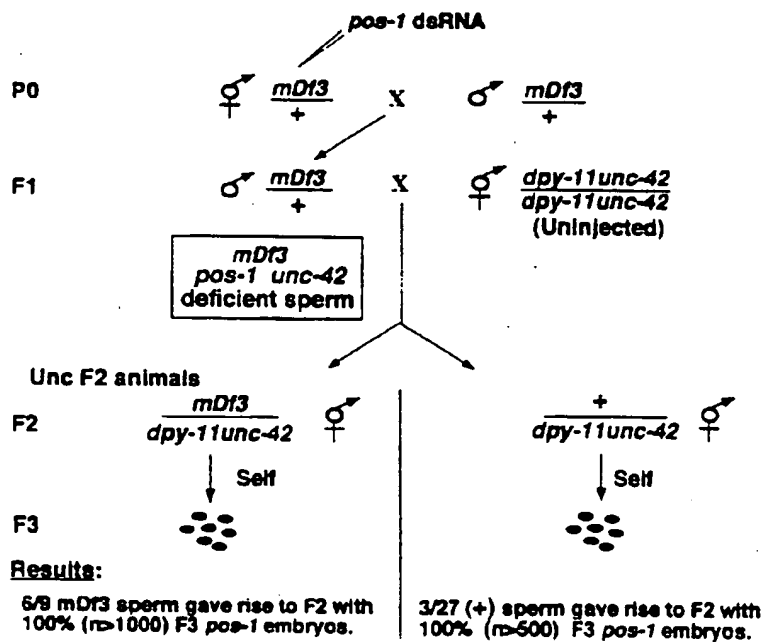 pos-1 dsRNA
P0
mDf3
+
X
mDf3
+
F1
mDf3
+
X
dpy-11unc-42
dpy-11unc-42
(Uninjected)
mDf3
pos-1 unc-42
deficient sperm
Unc F2 animals
F2
mDf3
dpy-11unc-42
+
dpy-11unc-42
Self
Self
F3
Results:
6/9 mDf3 sperm gave rise to F2 with
100% (n>1000) F3 pos-1 embryos.
3/27 (+) sperm gave rise to F2 with
100% (n>500) F3 pos-1 embryos.